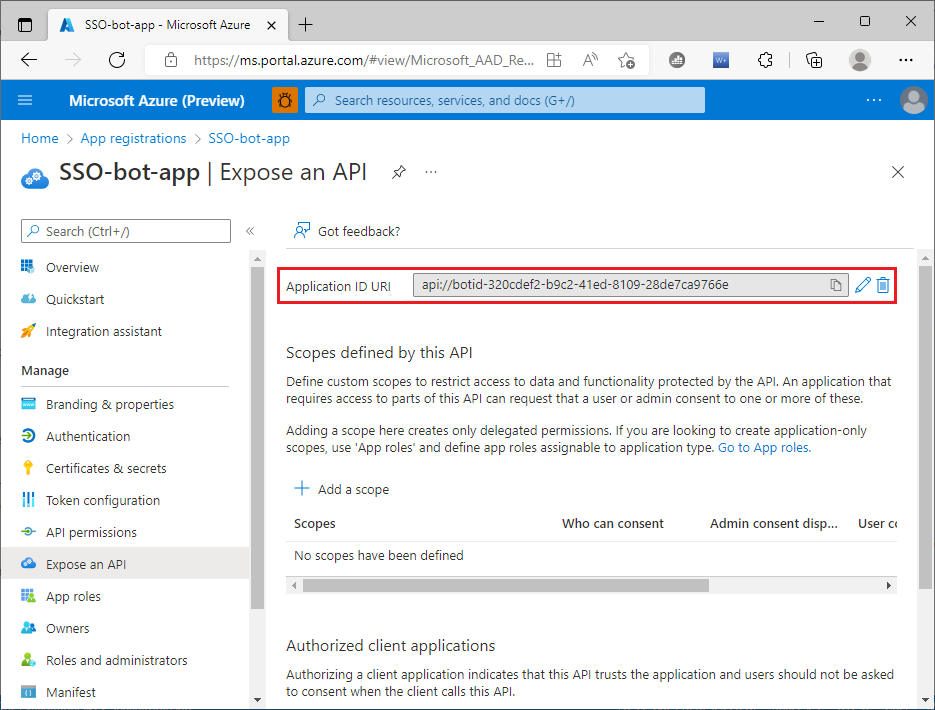 SSO-bot-app - Microsoft Azure
https://ms.portal.azure.com/#view/Microsoft_AAD_Re...
Microsoft Azure (Preview)
Search resources, services, and docs (G+/)
Home > App registrations > SSO-bot-app
SSO-bot-app | Expose an API
Search (Ctrl+/)
Got feedback?
Overview
Quickstart
Integration assistant
Manage
Branding & properties
Authentication
Certificates & secrets
Token configuration
API permissions
Expose an API
App roles
Owners
Roles and administrators
Manifest
Application ID URI
api://botid-320cdef2-b9c2-41ed-8109-28de7ca9766e
Scopes defined by this API
Define custom scopes to restrict access to data and functionality protected by the API. An application that
requires access to parts of this API can request that a user or admin consent to one or more of these.
Adding a scope here creates only delegated permissions. If you are looking to create application-only
scopes, use 'App roles' and define app roles assignable to application type. Go to App roles.
Add a scope
Scopes Who can consent Admin consent disp... User co
No scopes have been defined
Authorized client applications
Authorizing a client application indicates that this API trusts the application and users should not be asked
to consent when the client calls this API.